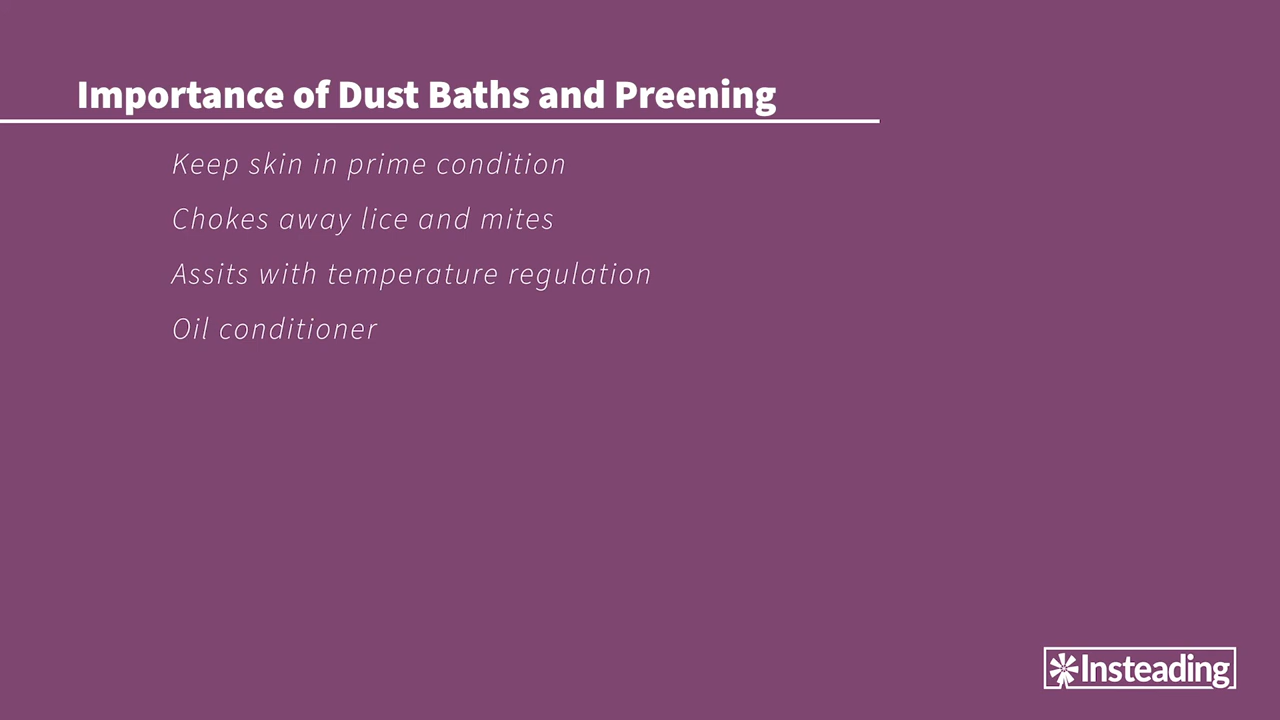 Importance of Dust Baths and Preening
Keep skin in prime condition
Chokes away lice and mites
Assits with temperature regulation
Oil conditioner
Insteading